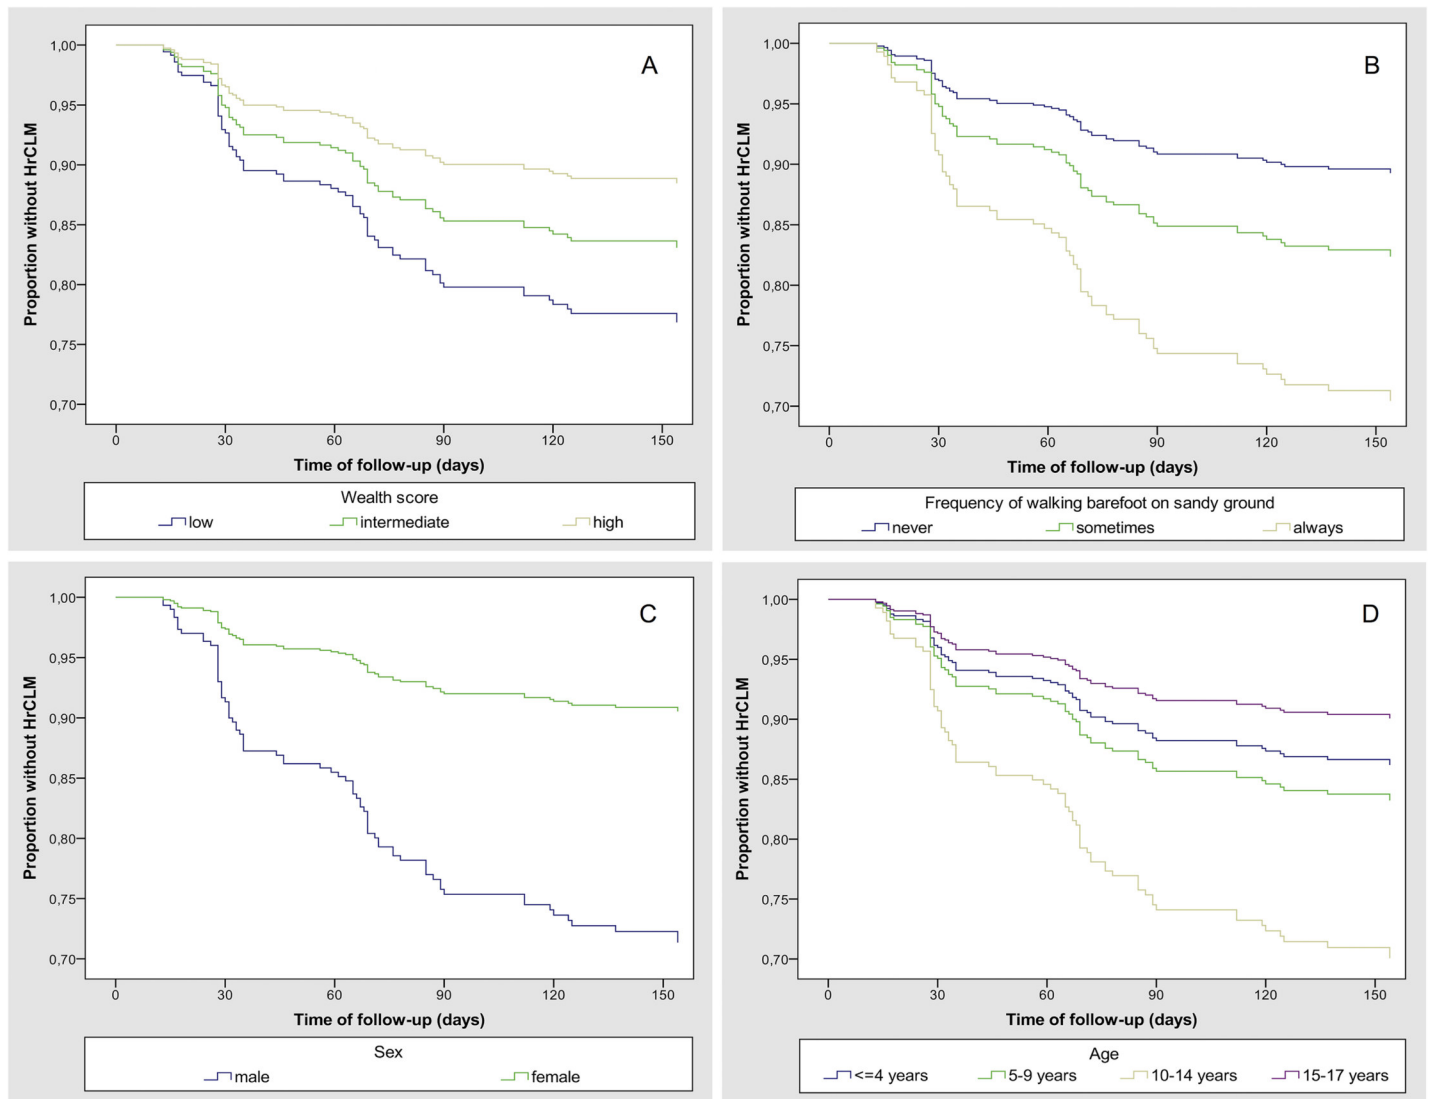 A
1,00
0,95
0,90
0,85
0,80
0,75
0,70
Proportion without HrCLM
0 30 60 90 120 150
Time of follow-up (days)
Wealth score
low intermediate high
B
1,00
0,95
0,90
0,85
0,80
0,75
0,70
Proportion without HrCLM
0 30 60 90 120 150
Time of follow-up (days)
Frequency of walking barefoot on sandy ground
never sometimes always
C
1,00
0,95
0,90
0,85
0,80
0,75
0,70
Proportion without HrCLM
0 30 60 90 120 150
Time of follow-up (days)
Sex
male female
D
1,00
0,95
0,90
0,85
0,80
0,75
0,70
Proportion without HrCLM
0 30 60 90 120 150
Time of follow-up (days)
Age
<=4 years 5-9 years 10-14 years 15-17 years